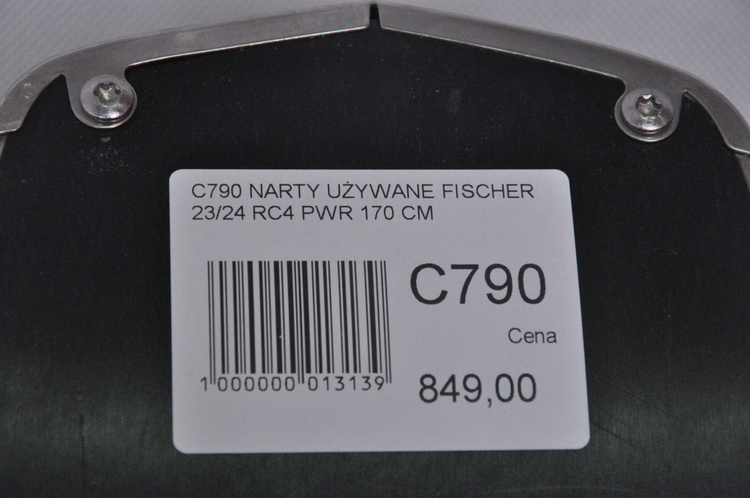 C790 NARTY UŻYWANE FISCHER
23/24 RC4 PWR 170 CM
C790
Cena
849,00
1 000000 013139